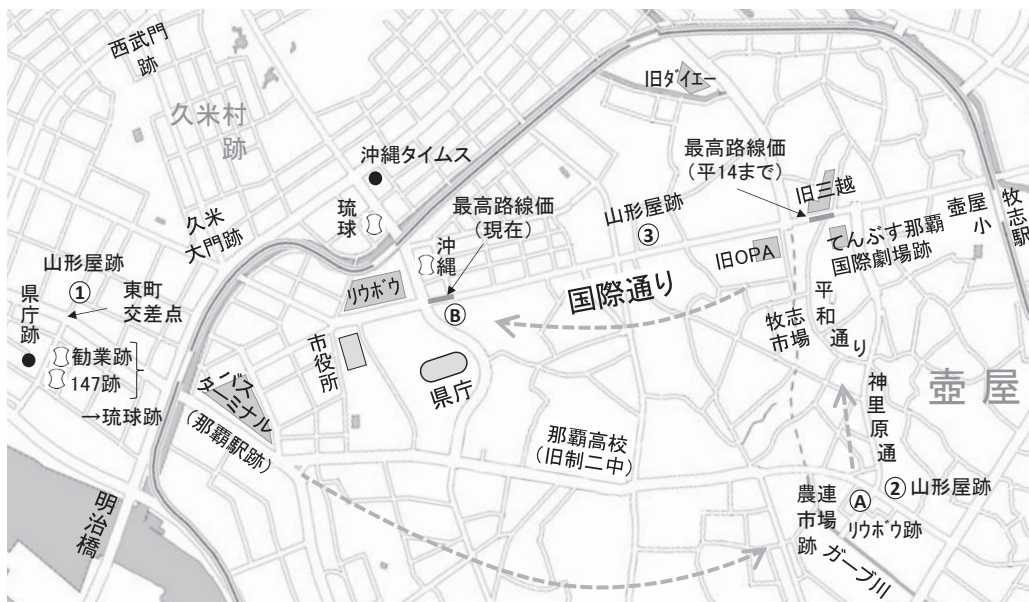 西武門
跡
久米村
跡
旧ﾀﾞｲｴｰ
沖縄タイムス
最高路線価
(平14まで)
久米
大門跡
琉球
最高路線価
(現在)
沖縄
山形屋跡
③
旧三越
牧志駅
壺屋小
てんぶす那覇
国際劇場跡
旧OPA
国際通り
山形屋跡
①
東町
交差点
県庁跡
勧業跡
147跡
→琉球跡
リウボウ
Ⓑ
市役所
県庁
バス
ターミナル
(那覇駅跡)
牧志
市場
平和通り
神里原通
壺屋
那覇高校
(旧制二中)
明治橋
農連
市場
跡
Ⓐ
②山形屋跡
ﾘｳﾎﾞｳ跡
ガーブ川